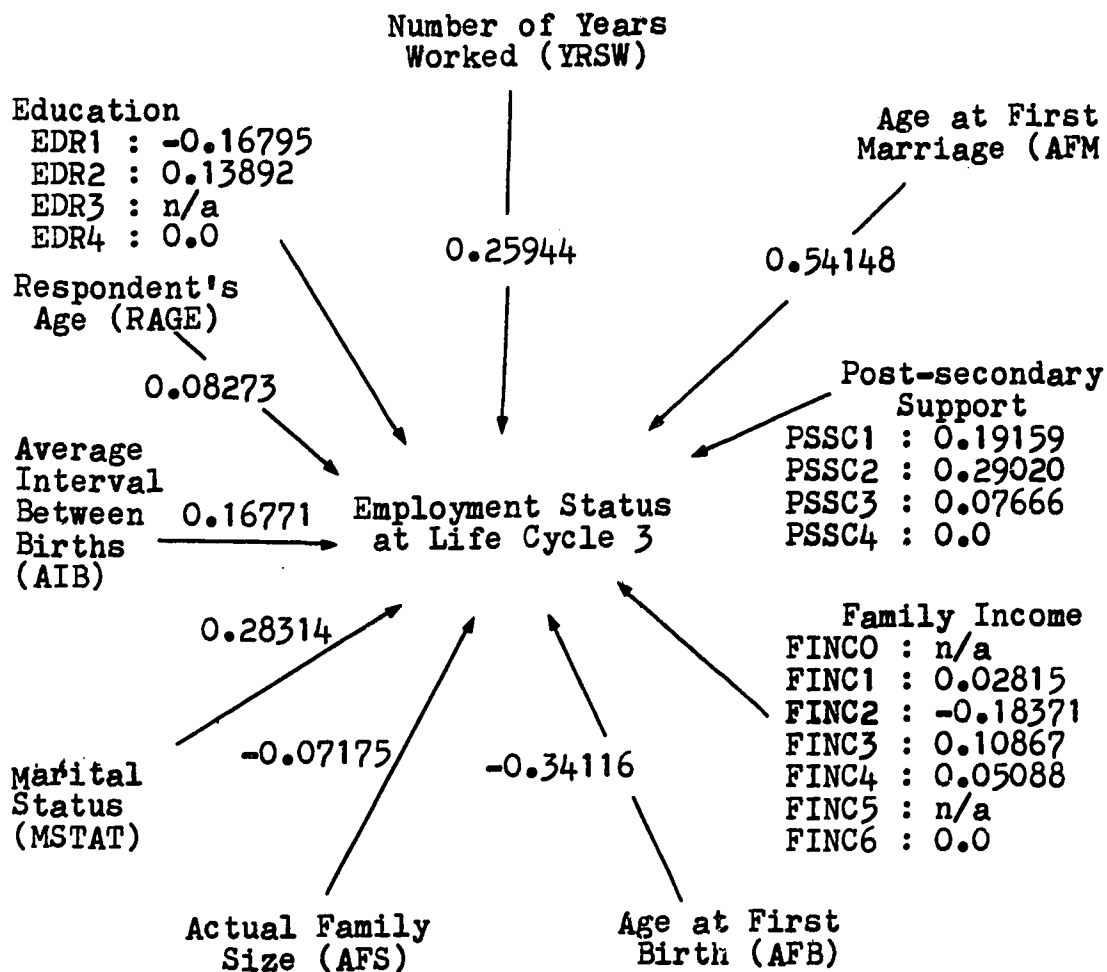 Number of Years
Worked (YRSW)
Education
EDR1 : -0.16795
EDR2 : 0.13892
EDR3 : n/a
EDR4 : 0.0
Age at First
Marriage (AFM
0.25944
0.54148
Respondent's
Age (RAGE)
0.08273
Post-secondary
Support
PSSC1 : 0.19159
PSSC2 : 0.29020
PSSC3 : 0.07666
PSSC4 : 0.0
Average
Interval
Between
Births
(AIB)
0.16771
Employment Status
at Life Cycle 3
0.28314
Family Income
FINC0 : n/a
FINC1 : 0.02815
FINC2 : -0.18371
FINC3 : 0.10867
FINC4 : 0.05088
FINC5 : n/a
FINC6 : 0.0
Marital
Status
(MSTAT)
-0.07175
-0.34116
Actual Family
Size (AFS)
Age at First
Birth (AFB)